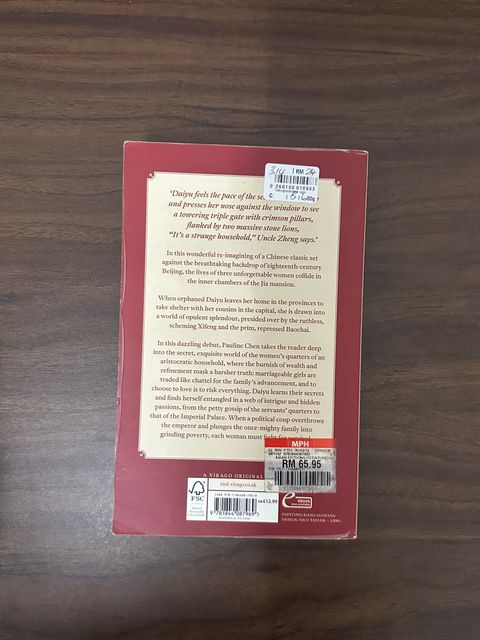 'Daiyu feels the pace of the
and presses her nose against the window to see
a towering triple gate with crimson pillars,
flanked by two massive stone lions,
"It's a strange household," Uncle Zheng says.'
In this wonderful re-imagining of a Chinese classic set
against the breathtaking backdrop of eighteenth-century
Beijing, the lives of three unforgettable women collide in
the inner chambers of the Jia mansion.
When orphaned Daiyu leaves her home in the provinces to
take shelter with her cousins in the capital, she is drawn into
a world of opulent splendour, presided over by the ruthless,
scheming Xifeng and the prim, repressed Baochai.
In this dazzling debut, Pauline Chen takes the reader deep
into the secret, exquisite world of the women's quarters of an
aristocratic household, where the burnish of wealth and
refinement mask a harsher truth: marriageable girls are
traded like chattel for the family's advancement, and to
choose to love is to risk everything. Daiyu learns their secrets
and finds herself entangled in a web of intrigue and hidden
passions, from the petty gossip of the servants' quarters to
that of the Imperial Palace. When a political coup overthrows
the emperor and plunges the once-mighty family into
grinding poverty, each woman must
MPH
RM 65.95
A VIRAGO ORIGINAL
visit virago.co.uk
FSC
UK £12.99
9 781844 087969
ebook
PAINTING: JIANG GUOFANG
DESIGN: NICO TAYLOR – LBBG